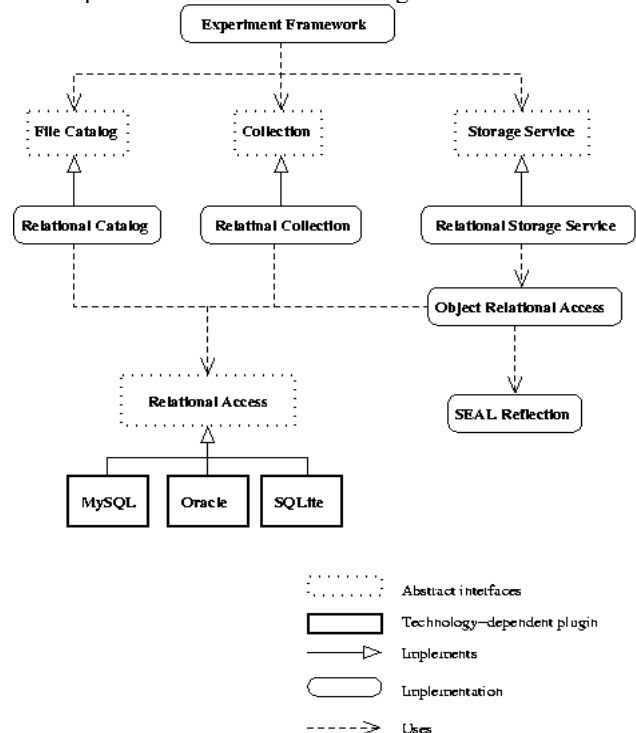 Experiment Framework
File Catalog
Collection
Storage Service
Relational Catalog
Relatinal Collection
Relational Storage Service
Object Relational Access
Relational Access
SEAL Reflection
MySQL
Oracle
SQLite
Abstract interfaces
Technology-dependent plugin
Implements
Implementation
Uses